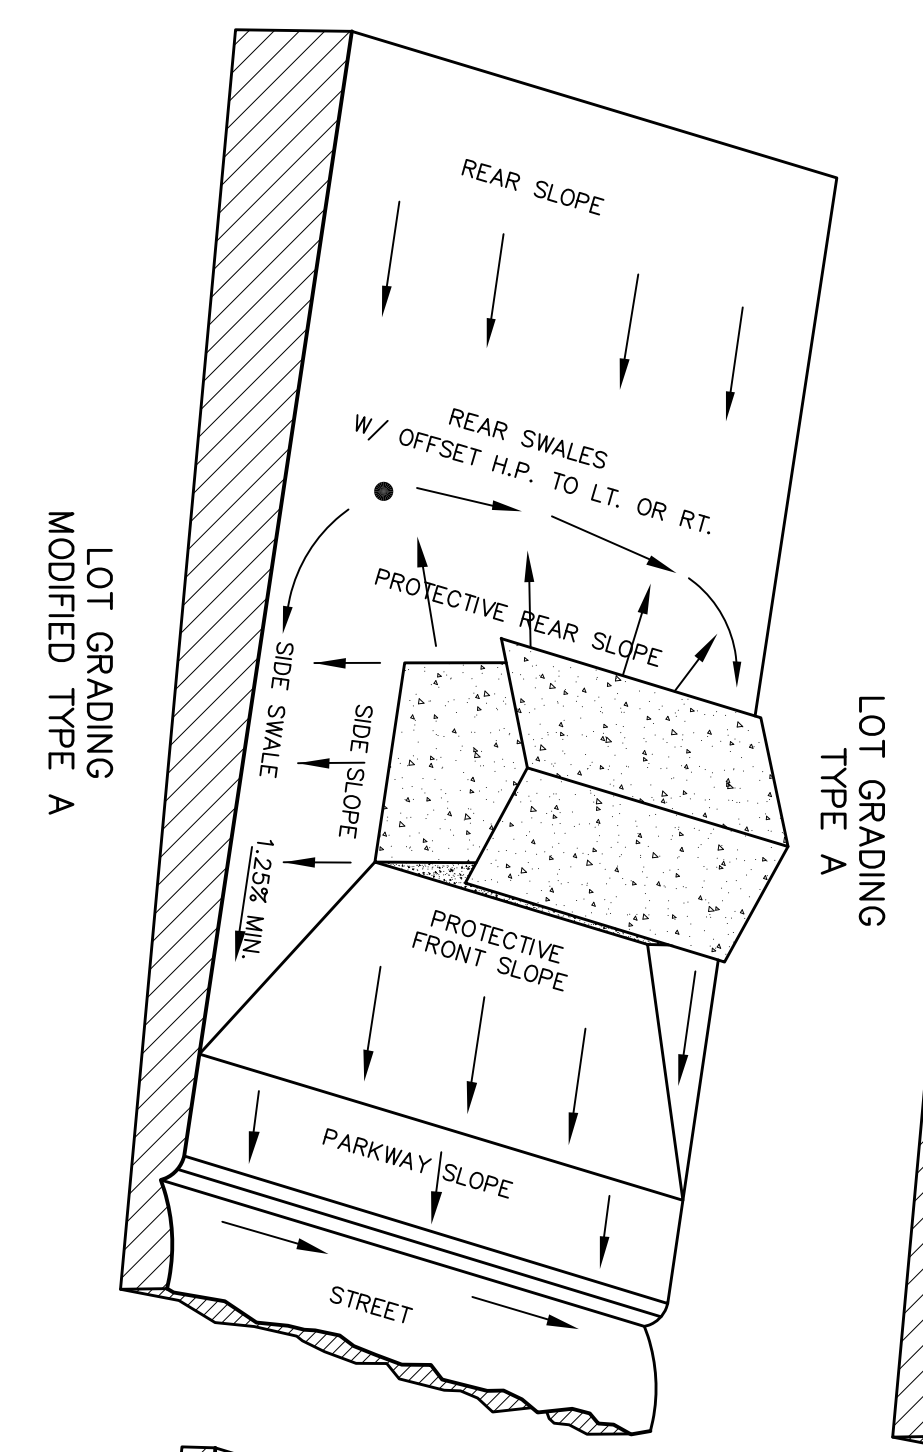 REAR SLOPE
REAR SWALES
W/ OFFSET H.P. TO LT. OR RT.
PROTECTIVE REAR SLOPE
SIDE SWALE
SIDE SLOPE
1.25% MIN.
PROTECTIVE
FRONT SLOPE
PARKWAY SLOPE
STREET
LOT GRADING
MODIFIED TYPE A
LOT GRADING
TYPE A